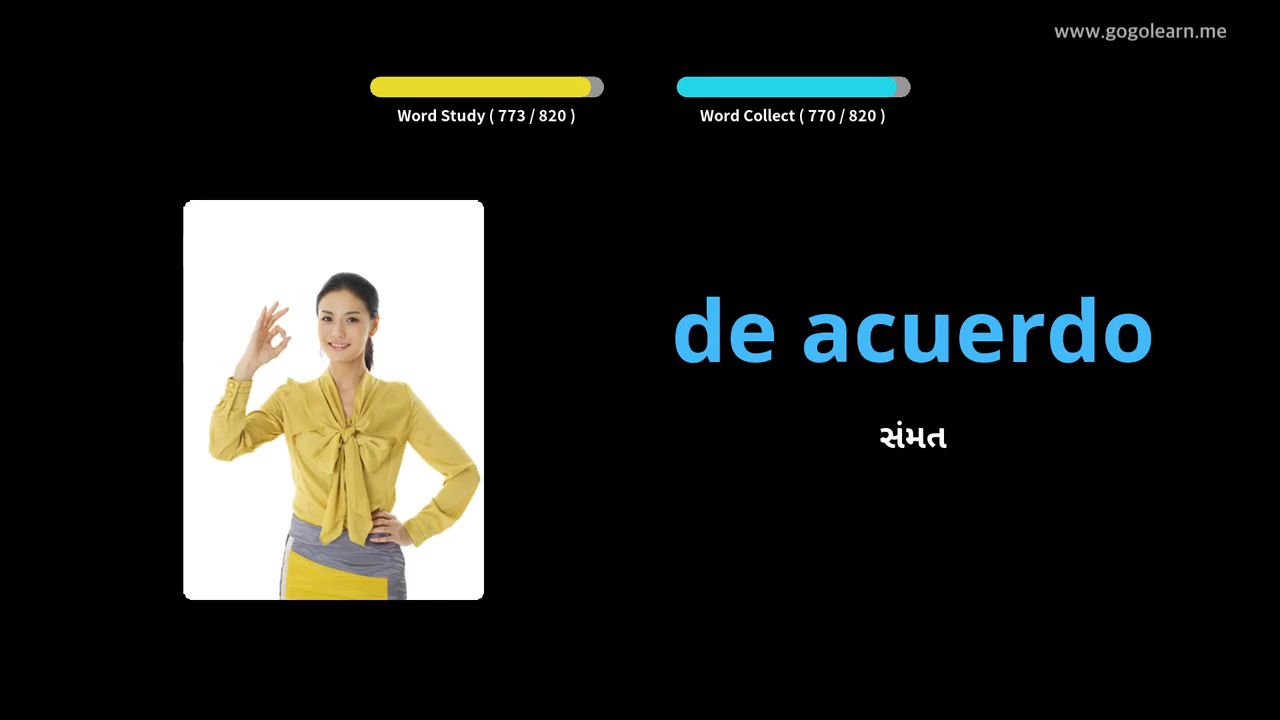 www.gogolearn.me
Word Study ( 773 / 820 )
Word Collect ( 770 / 820 )
de acuerdo
સંમત